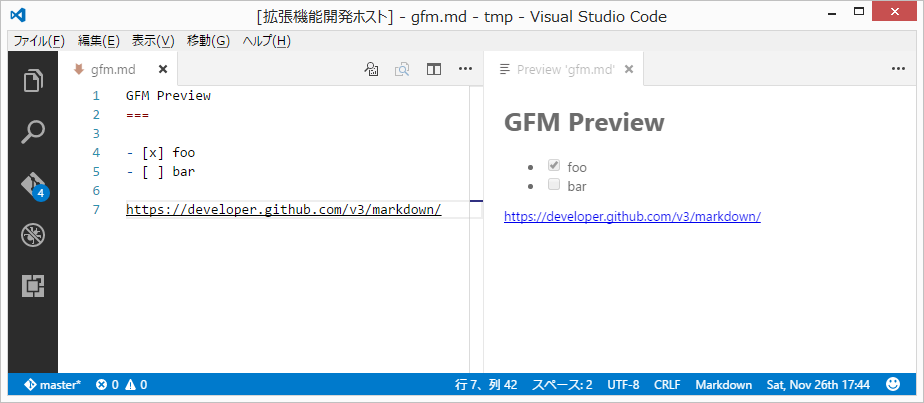 [拡張機能開発ホスト] - gfm.md - tmp - Visual Studio Code
ファイル(F) 編集(E) 表示(V) 移動(G) ヘルプ(H)
gfm.md
1 GFM Preview
2 ===
3
4 - [x] foo
5 - [ ] bar
6
7 https://developer.github.com/v3/markdown/
Preview 'gfm.md'
GFM Preview
foo
bar
https://developer.github.com/v3/markdown/
4
master* 0 0 行 7、列 42 スペース: 2 UTF-8 CRLF Markdown Sat, Nov 26th 17:44